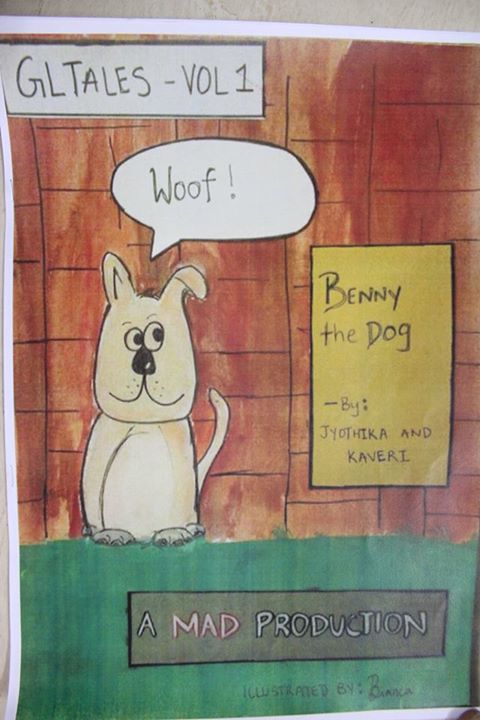 GLTALES - VOL 1
Woof !
BENNY
the Dog
- By:
JYOTHIKA AND
KAVERI
A MAD PRODUCTION
ILLUSTRATED BY: Bianca